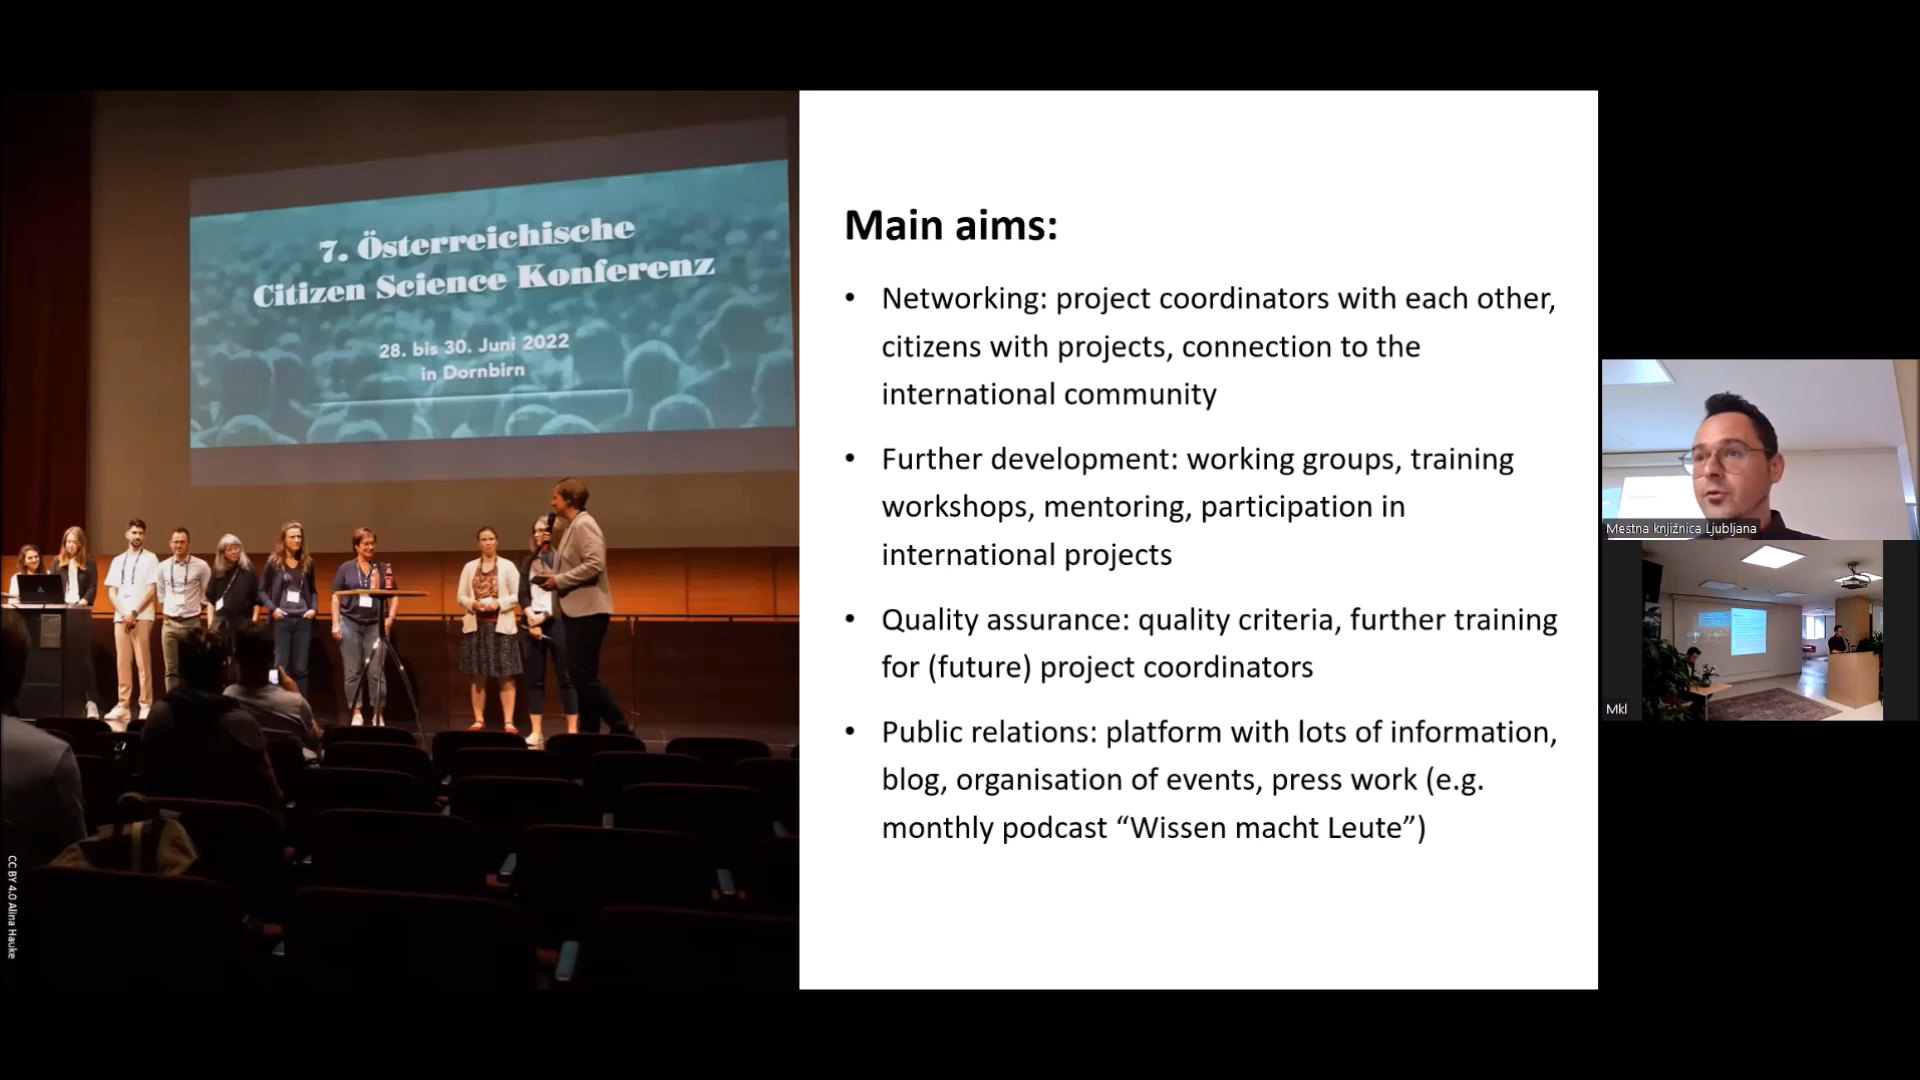 7. Österreichische
Citizen Science Konferenz
28. bis 30. Juni 2022
in Dornbirn
CC BY 4.0 Alina Hauke
Main aims:
• Networking: project coordinators with each other,
citizens with projects, connection to the
international community
• Further development: working groups, training
workshops, mentoring, participation in
international projects
• Quality assurance: quality criteria, further training
for (future) project coordinators
• Public relations: platform with lots of information,
blog, organisation of events, press work (e.g.
monthly podcast “Wissen macht Leute”)
Mestna knjižnica Ljubljana
Mkl